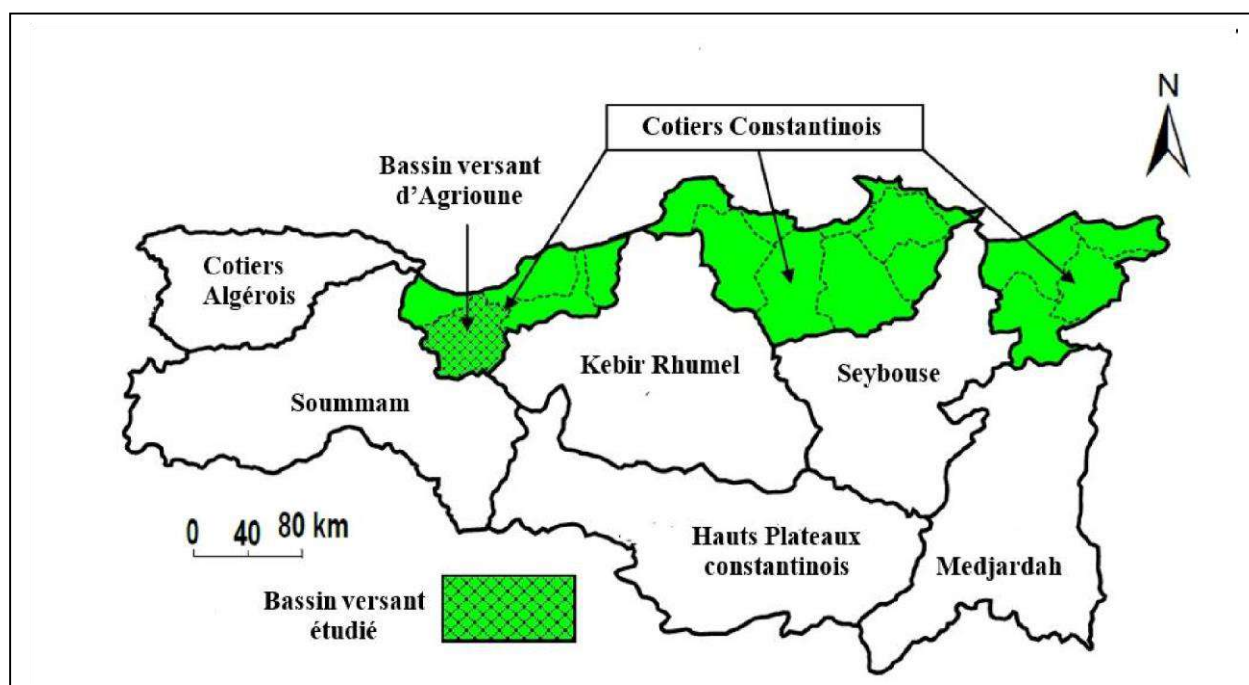 N
Cotiers Constantinois
Bassin versant
d’Agrioune
Cotiers
Algérois
Kebir Rhumel
Seybouse
Soummam
0 40 80 km
Hauts Plateaux
constantinois
Medjardah
Bassin versant
étudié